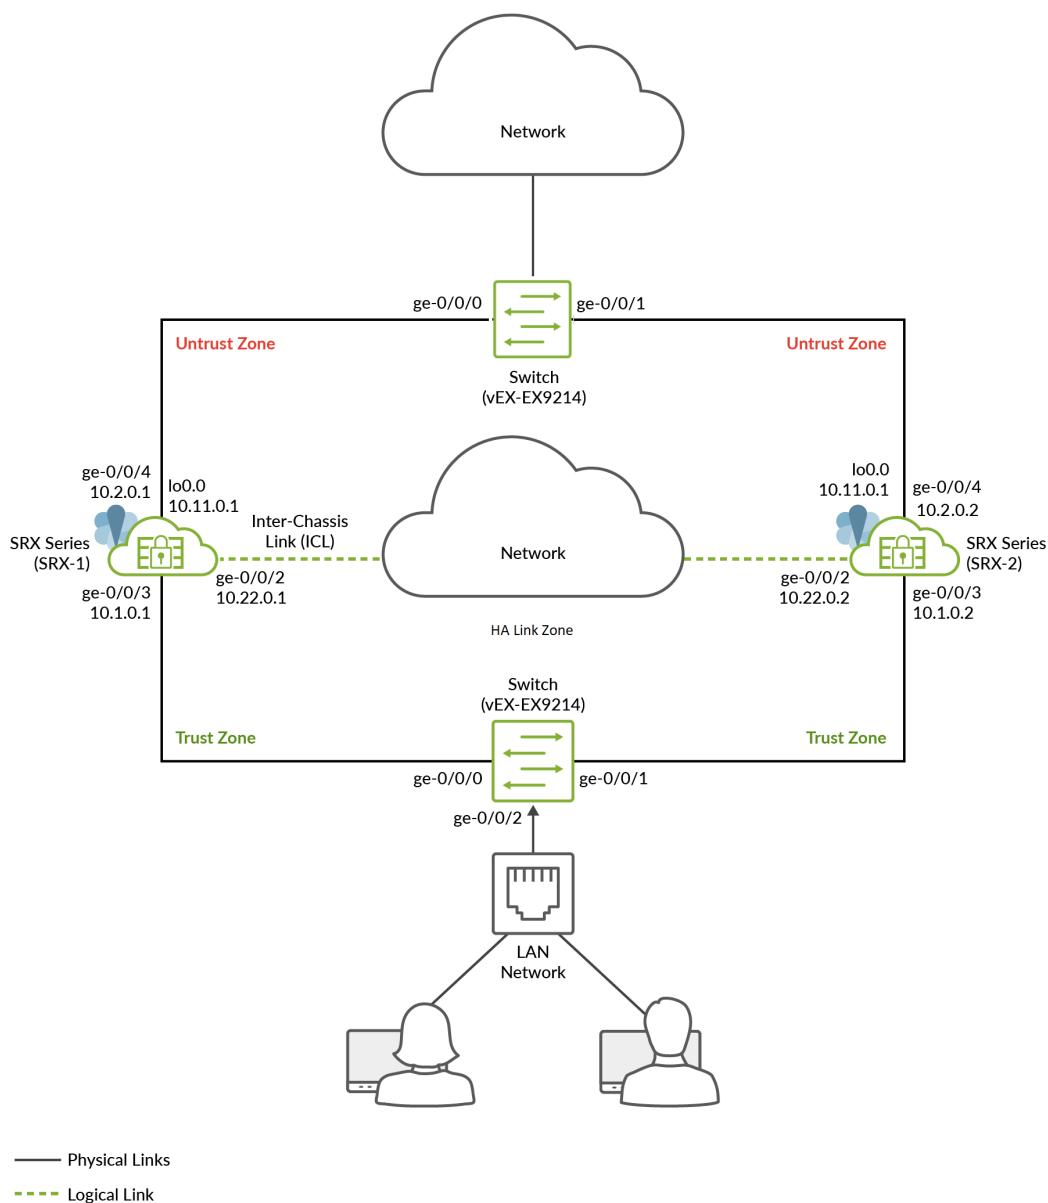 Network
ge-0/0/0
ge-0/0/1
Untrust Zone
Untrust Zone
Switch
(vEX-EX9214)
ge-0/0/4
10.2.0.1
lo0.0
10.11.0.1
lo0.0
10.11.0.1
ge-0/0/4
10.2.0.2
Inter-Chassis
Link (ICL)
SRX Series
(SRX-1)
Network
SRX Series
(SRX-2)
ge-0/0/2
10.22.0.1
ge-0/0/2
10.22.0.2
ge-0/0/3
10.1.0.1
ge-0/0/3
10.1.0.2
HA Link Zone
Switch
(vEX-EX9214)
Trust Zone
Trust Zone
ge-0/0/0
ge-0/0/1
ge-0/0/2
LAN
Network
Physical Links
Logical Link